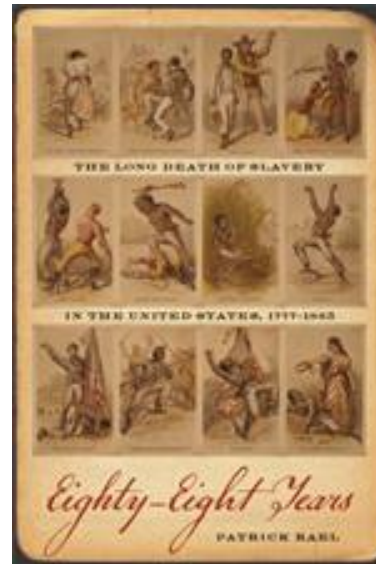 THE LONG DEATH OF SLAVERY
IN THE UNITED STATES, 1777–1865
Eighty-Eight Years
PATRICK RAEL